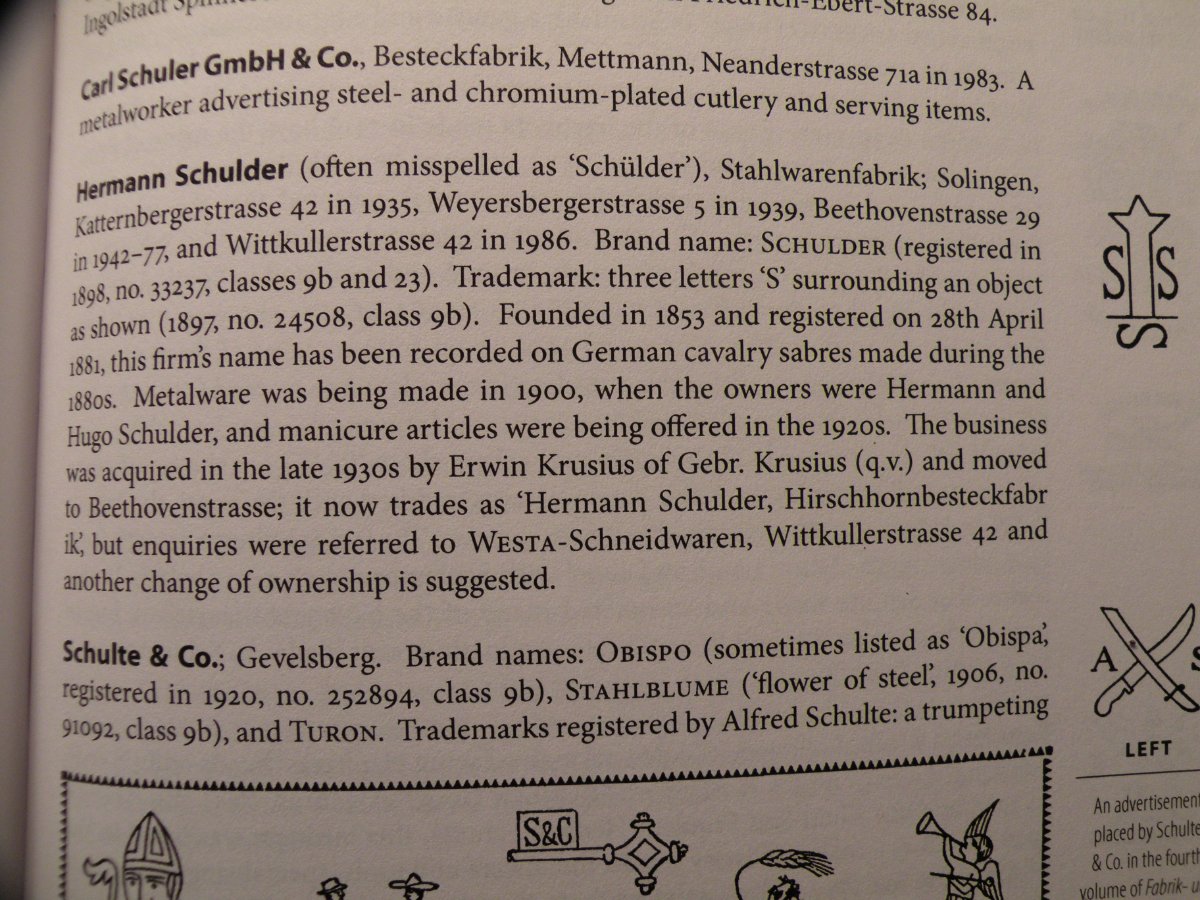 Ingolstadt
Friedrich-Ebert-Strasse 84.
Carl Schuler GmbH & Co., Besteckfabrik, Mettmann, Neanderstrasse 71a in 1983. A
metalworker advertising steel- and chromium-plated cutlery and serving items.
Hermann Schulder (often misspelled as ‘Schülder’), Stahlwarenfabrik; Solingen,
Katternbergerstrasse 42 in 1935, Weyersbergerstrasse 5 in 1939, Beethovenstrasse 29
in 1942–77, and Wittkullerstrasse 42 in 1986. Brand name: SCHULDER (registered in
1898, no. 33237, classes 9b and 23). Trademark: three letters ‘S’ surrounding an object
as shown (1897, no. 24508, class 9b). Founded in 1853 and registered on 28th April
1881, this firm’s name has been recorded on German cavalry sabres made during the
1880s. Metalware was being made in 1900, when the owners were Hermann and
Hugo Schulder, and manicure articles were being offered in the 1920s. The business
was acquired in the late 1930s by Erwin Krusius of Gebr. Krusius (q.v.) and moved
to Beethovenstrasse; it now trades as ‘Hermann Schulder, Hirschhornbesteckfabr
ik’, but enquiries were referred to WESTA-Schneidwaren, Wittkullerstrasse 42 and
another change of ownership is suggested.
Schulte & Co.; Gevelsberg. Brand names: OBISPO (sometimes listed as ‘Obispa’,
registered in 1920, no. 252894, class 9b), STAHLBLUME (‘flower of steel’, 1906, no.
91092, class 9b), and TURON. Trademarks registered by Alfred Schulte: a trumpeting
S&C
S S
S
A S
LEFT
An advertisement
placed by Schulte
& Co. in the fourth
volume of Fabrik- u